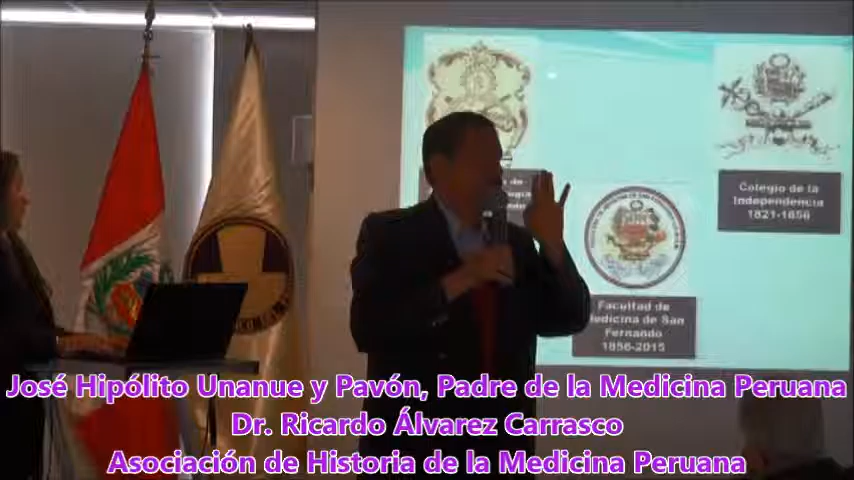 Colegio de la
Independencia
1821-1856
de
Facultad de
Medicina de San
Fernando
1856-2015
José Hipólito Unanue y Pavón, Padre de la Medicina Peruana
Dr. Ricardo Álvarez Carrasco
Asociación de Historia de la Medicina Peruana